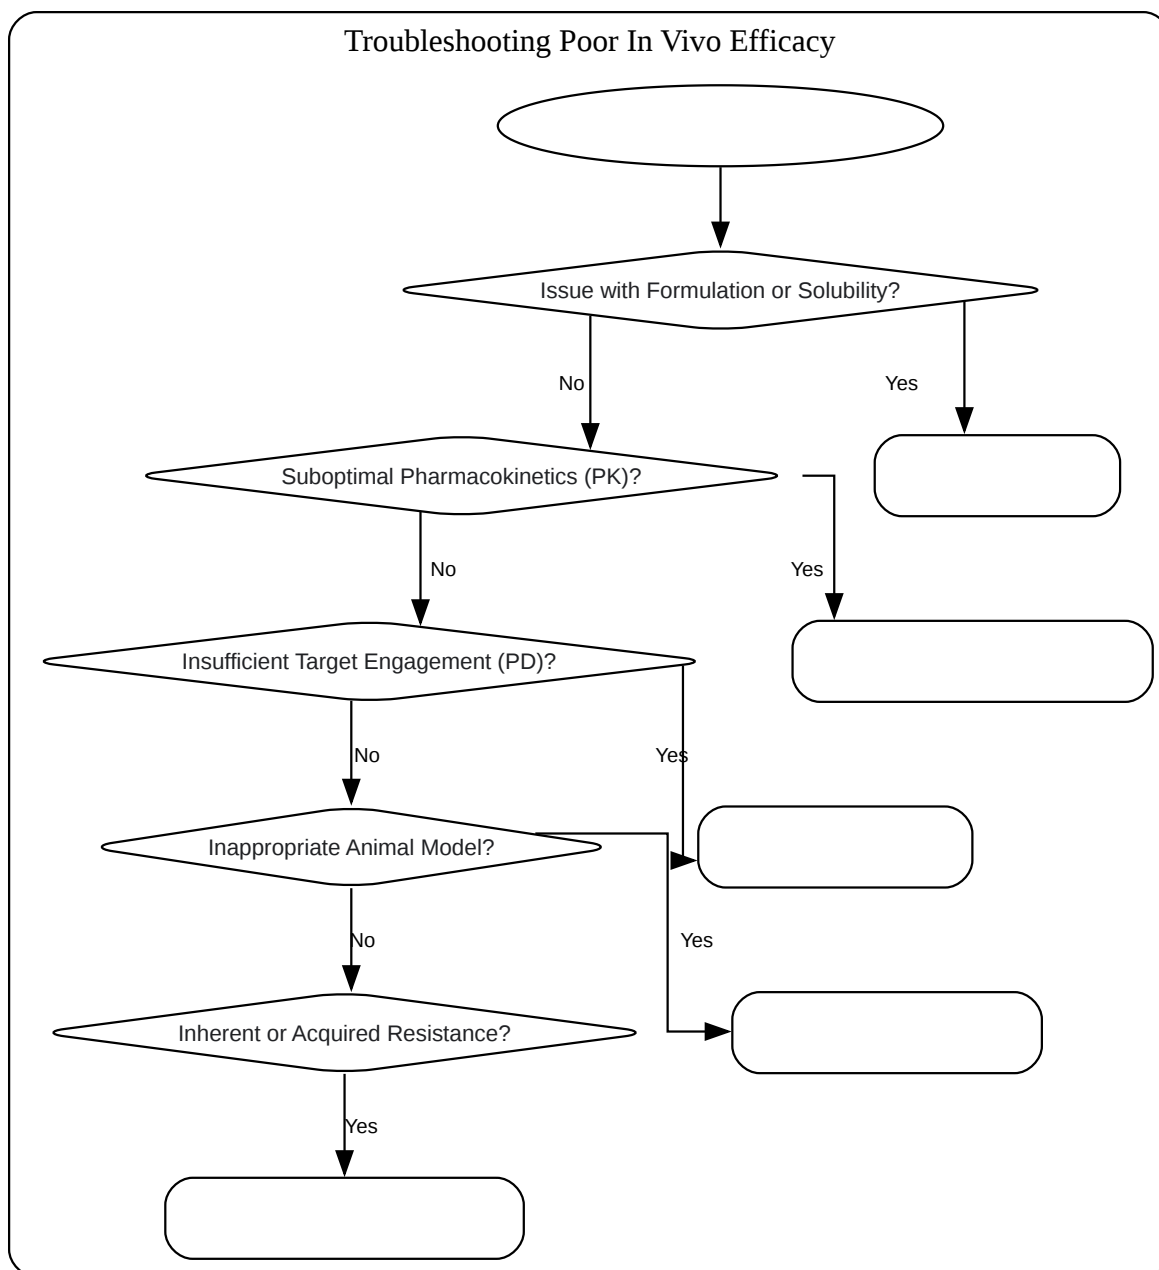 Troubleshooting Poor In Vivo Efficacy
Issue with Formulation or Solubility?
No
Yes
Suboptimal Pharmacokinetics (PK)?
No
Yes
Insufficient Target Engagement (PD)?
No
Yes
Inappropriate Animal Model?
No
Yes
Inherent or Acquired Resistance?
Yes